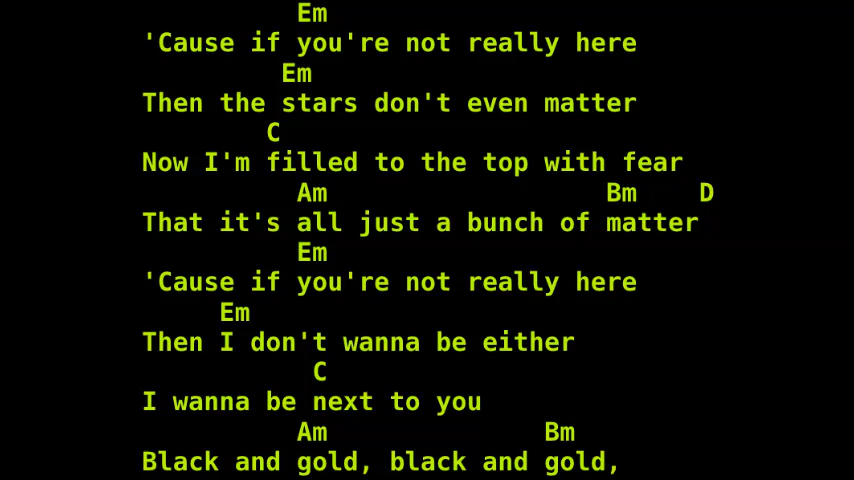 Em
'Cause if you're not really here
Em
Then the stars don't even matter
C
Now I'm filled to the top with fear
Am Bm D
That it's all just a bunch of matter
Em
'Cause if you're not really here
Em
Then I don't wanna be either
C
I wanna be next to you
Am Bm
Black and gold, black and gold,